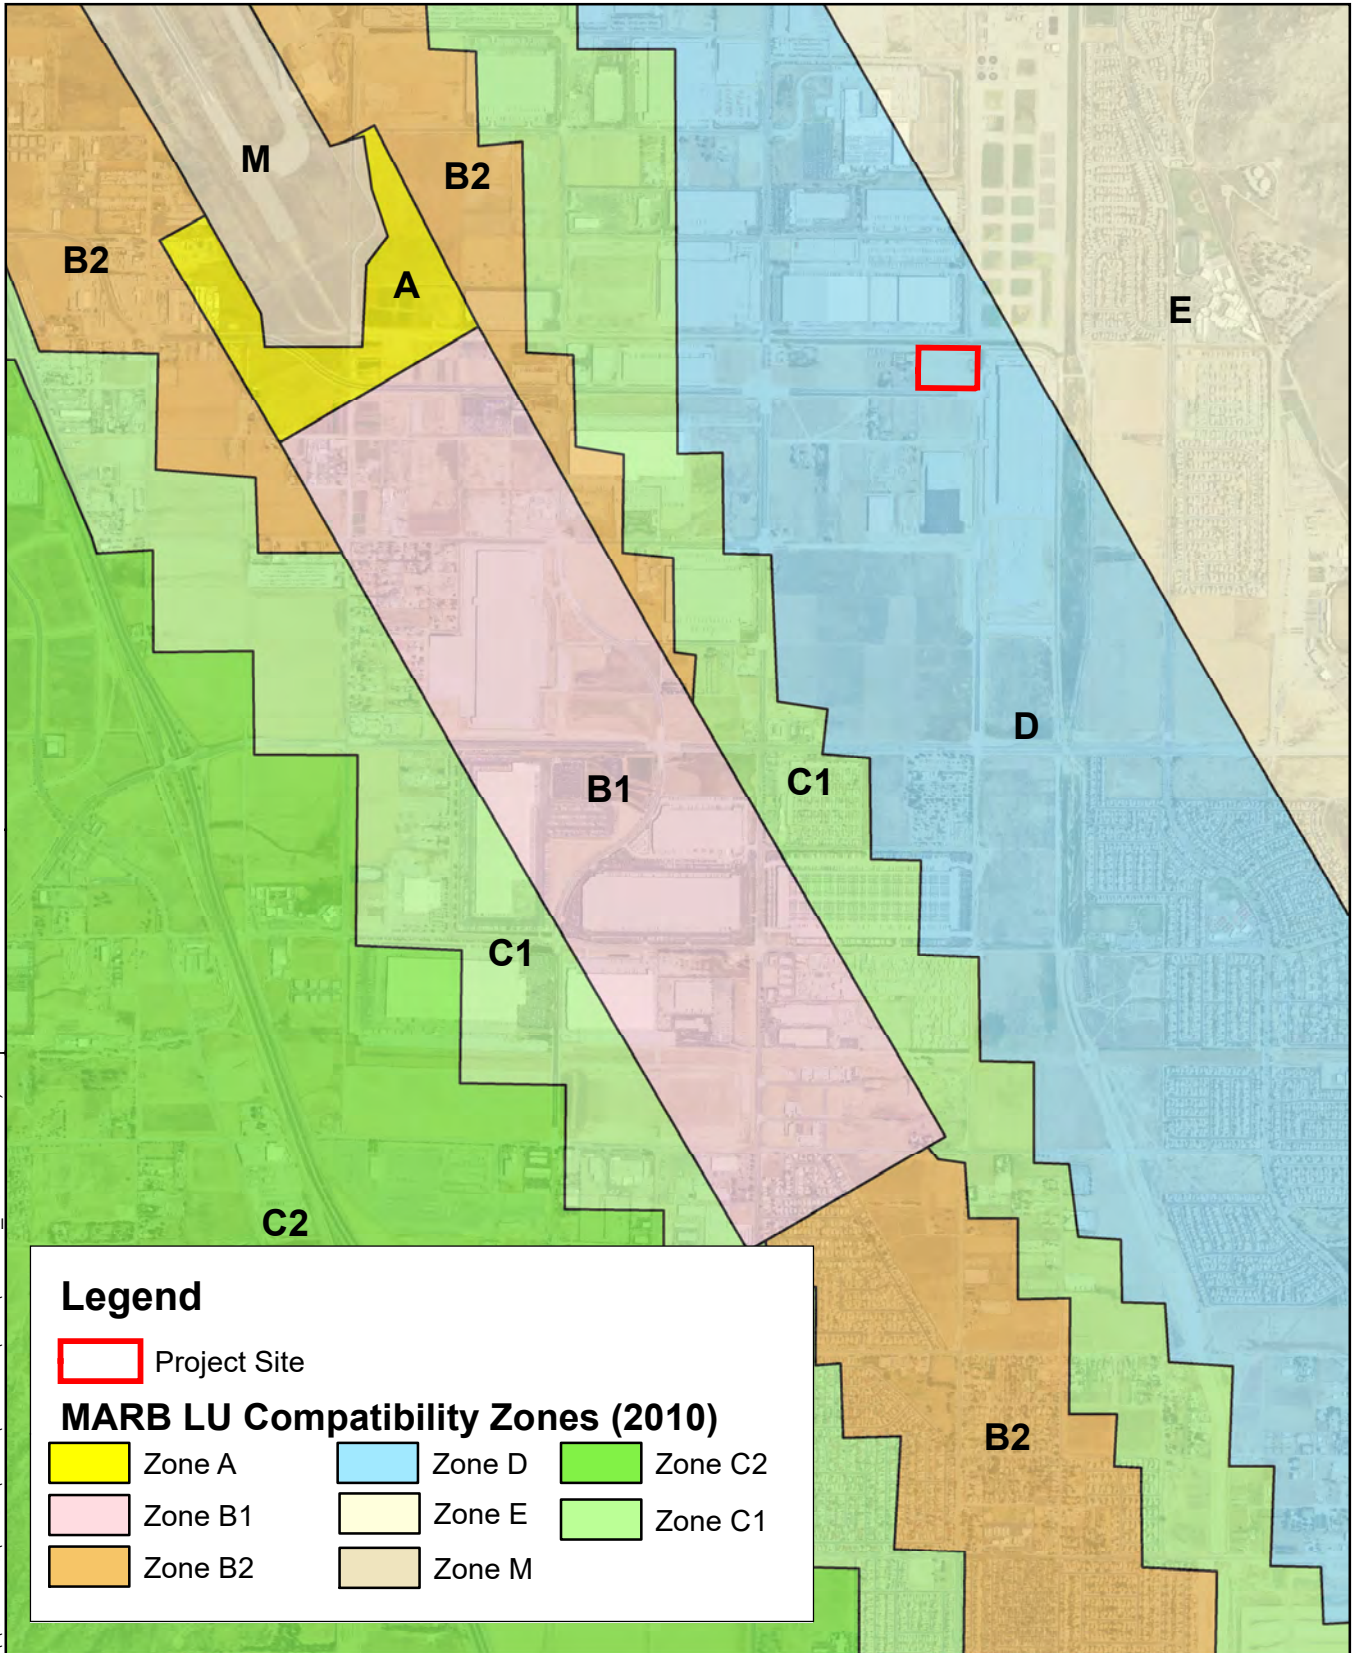 M
B2
B2
A
E
D
B1
C1
C1
C2
B2
Legend
Project Site
MARB LU Compatibility Zones (2010)
Zone A
Zone D
Zone C2
Zone B1
Zone E
Zone C1
Zone B2
Zone M